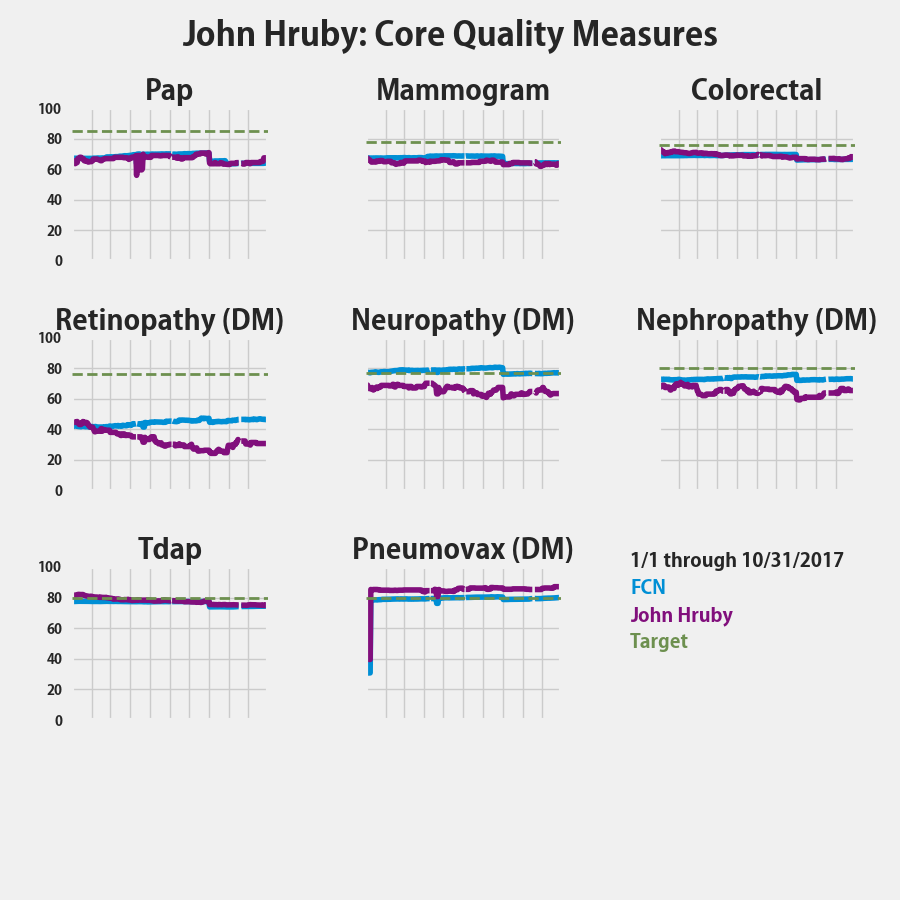 John Hruby: Core Quality Measures
Pap
Mammogram
Colorectal
100
80
60
40
20
0
Retinopathy (DM)
Neuropathy (DM)
Nephropathy (DM)
100
80
60
40
20
0
Tdap
Pneumovax (DM)
100
80
60
40
20
0
1/1 through 10/31/2017
FCN
John Hruby
Target